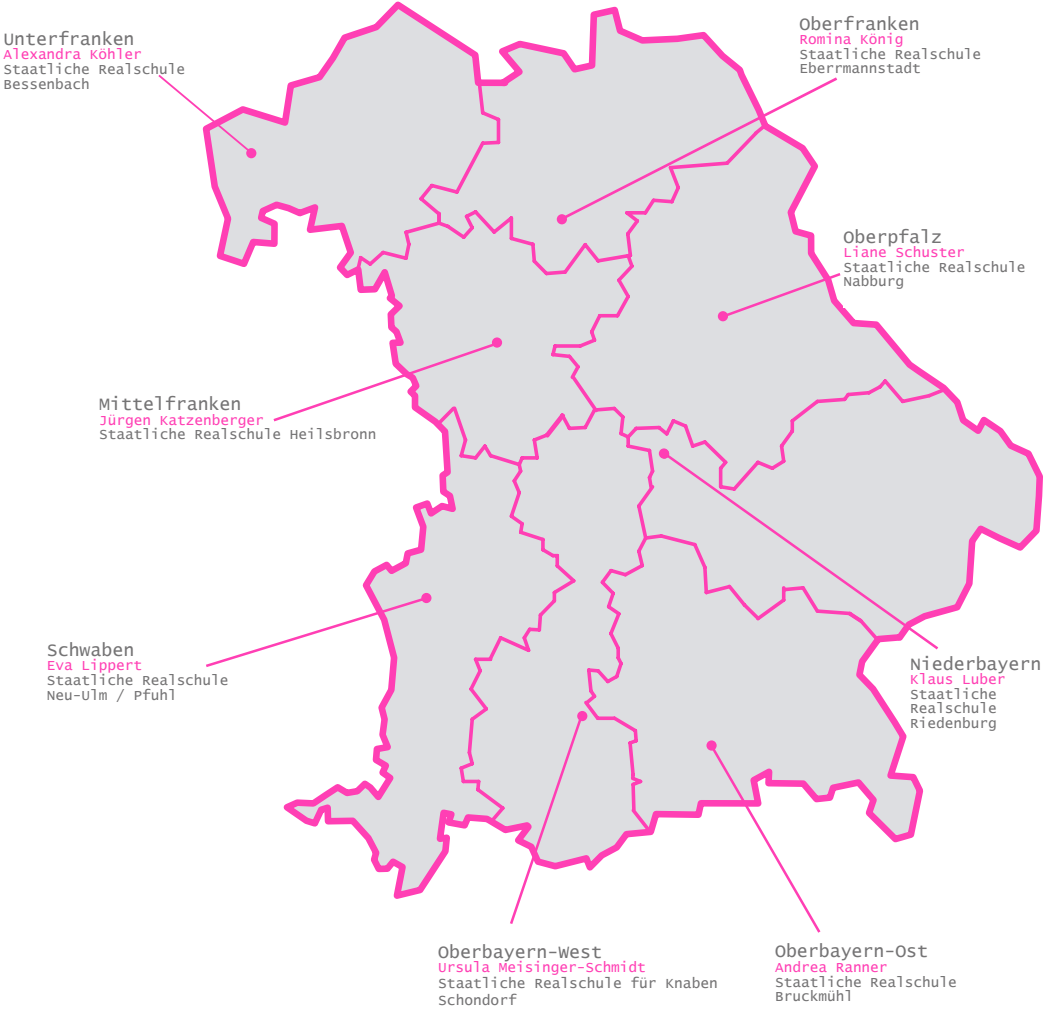 Unterfranken
Alexandra Köhler
Staatliche Realschule
Bessenbach
Oberfranken
Romina König
Staatliche Realschule
Eberrmannstadt
Oberpfalz
Liane Schuster
Staatliche Realschule
Nabburg
Mittelfranken
Jürgen Katzenberger
Staatliche Realschule Heilsbronn
Schwaben
Eva Lippert
Staatliche Realschule
Neu-Ulm / Pfuhl
Niederbayern
Klaus Luber
Staatliche
Realschule
Riedenburg
Oberbayern-West
Ursula Meisinger-Schmidt
Staatliche Realschule für Knaben
Schondorf
Oberbayern-Ost
Andrea Ranner
Staatliche Realschule
Bruckmühl